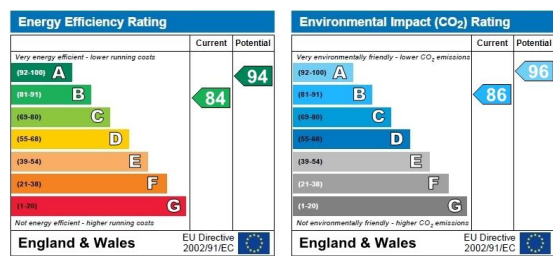 Energy Efficiency Rating
Current Potential
Very energy efficient - lower running costs
(92-100) A
94
(81-91) B
84
(69-80) C
(55-68) D
(39-54) E
(21-38) F
(1-20) G
Not energy efficient - higher running costs
England & Wales
EU Directive
2002/91/EC
Environmental Impact (CO₂) Rating
Current Potential
Very environmentally friendly - lower CO₂ emissions
(92-100) A
96
(81-91) B
86
(69-80) C
(55-68) D
(39-54) E
(21-38) F
(1-20) G
Not environmentally friendly - higher CO₂ emissions
England & Wales
EU Directive
2002/91/EC